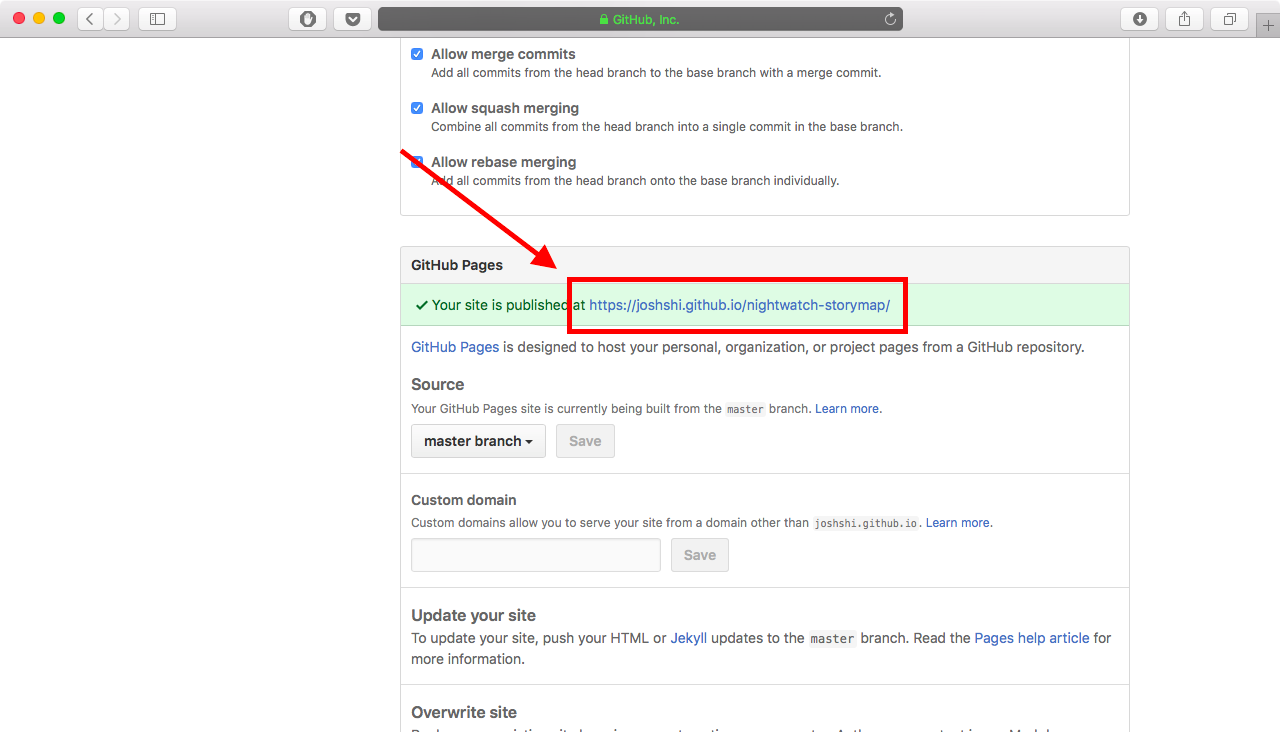 GitHub, Inc.
Allow merge commits
Add all commits from the head branch to the base branch with a merge commit.
Allow squash merging
Combine all commits from the head branch into a single commit in the base branch.
Allow rebase merging
Add all commits from the head branch onto the base branch individually.
GitHub Pages
Your site is published at https://joshshi.github.io/nightwatch-storymap/
GitHub Pages is designed to host your personal, organization, or project pages from a GitHub repository.
Source
Your GitHub Pages site is currently being built from the master branch. Learn more.
master branch Save
Custom domain
Custom domains allow you to serve your site from a domain other than joshshi.github.io. Learn more.
Save
Update your site
To update your site, push your HTML or Jekyll updates to the master branch. Read the Pages help article for
more information.
Overwrite site